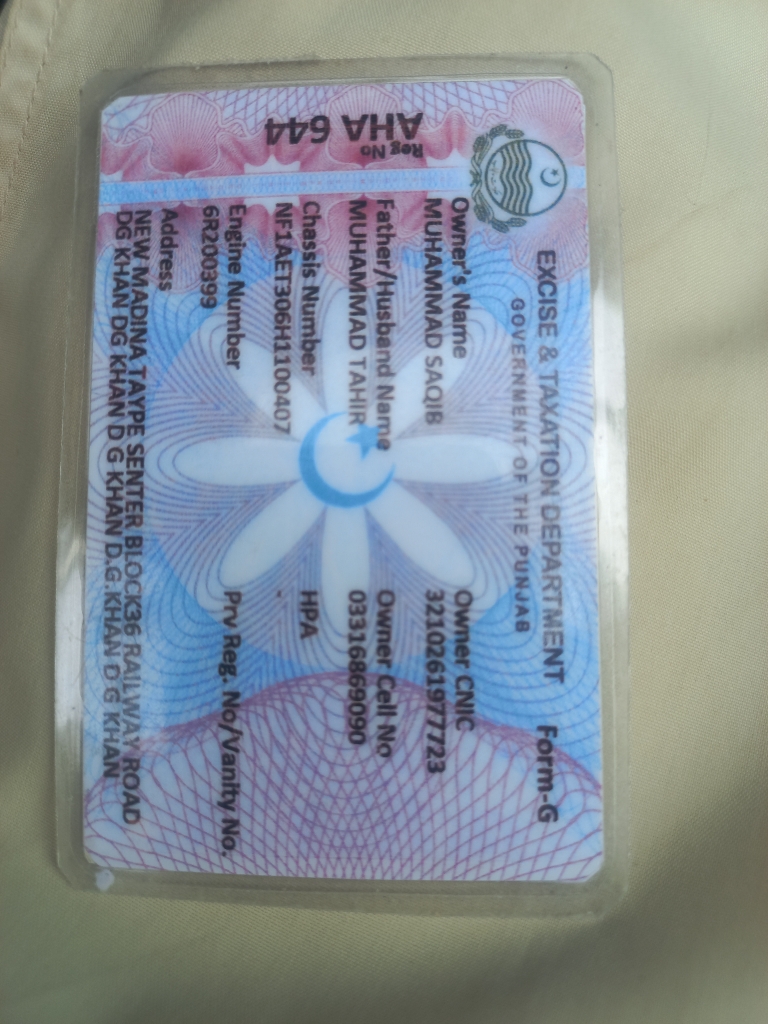 EXCISE & TAXATION DEPARTMENT Form-G
GOVERNMENT OF THE PUNJAB
Reg No
AHA 644
Owner's Name Owner CNIC
MUHAMMAD SAQIB 3210261977723
Father/Husband Name Owner Cell No
MUHAMMAD TAHIR 03316869090
Chassis Number HPA
NF1AET306H1100407 -
Engine Number Prv Reg. No/Vanity No.
6R200399
Address
NEW MADINA TAYPE SENTER BLOCK36 RAILWAY ROAD
DG KHAN DG KHAN D G KHAN D.G.KHAN D G KHAN